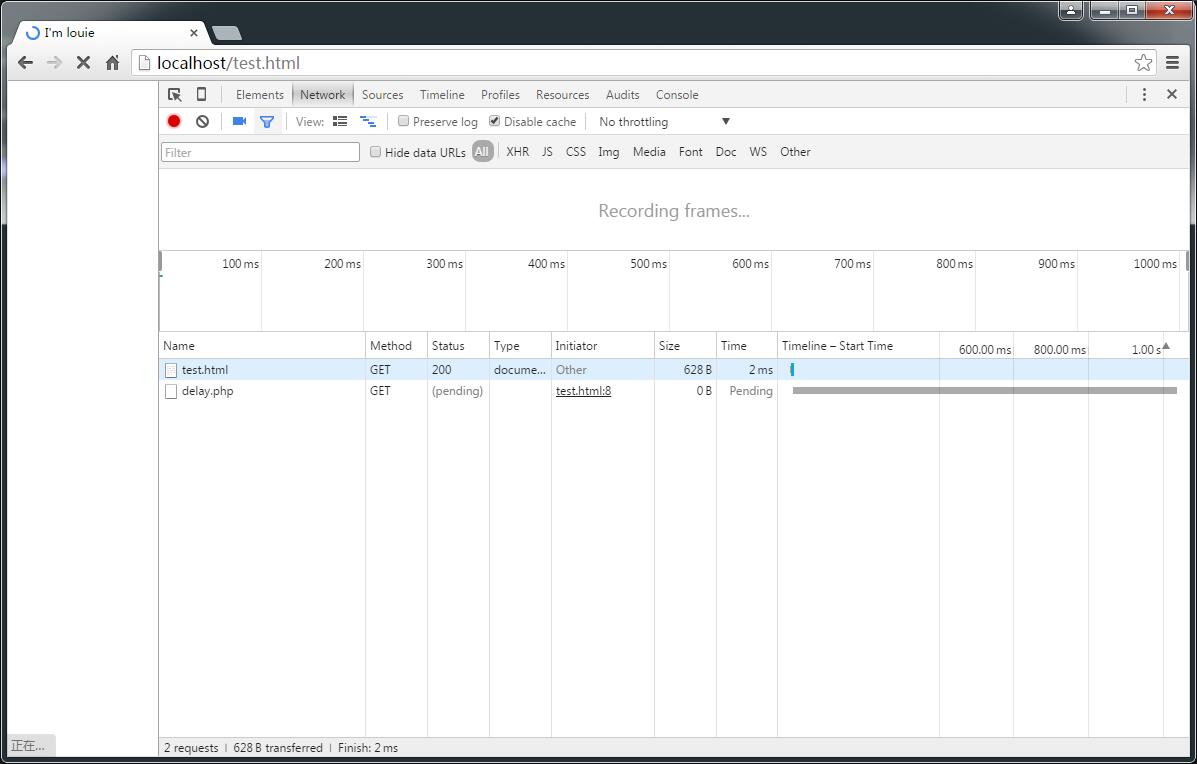 I'm louie
localhost/test.html
Elements Network Sources Timeline Profiles Resources Audits Console
View: Preserve log Disable cache No throttling
Filter Hide data URLs All XHR JS CSS Img Media Font Doc WS Other
Recording frames...
100 ms 200 ms 300 ms 400 ms 500 ms 600 ms 700 ms 800 ms 900 ms 1000 ms
Name Method Status Type Initiator Size Time Timeline – Start Time 600.00 ms 800.00 ms 1.00 s
test.html GET 200 docume... Other 628 B 2 ms
delay.php GET (pending) test.html:8 0 B Pending
正在...
2 requests | 628 B transferred | Finish: 2 ms